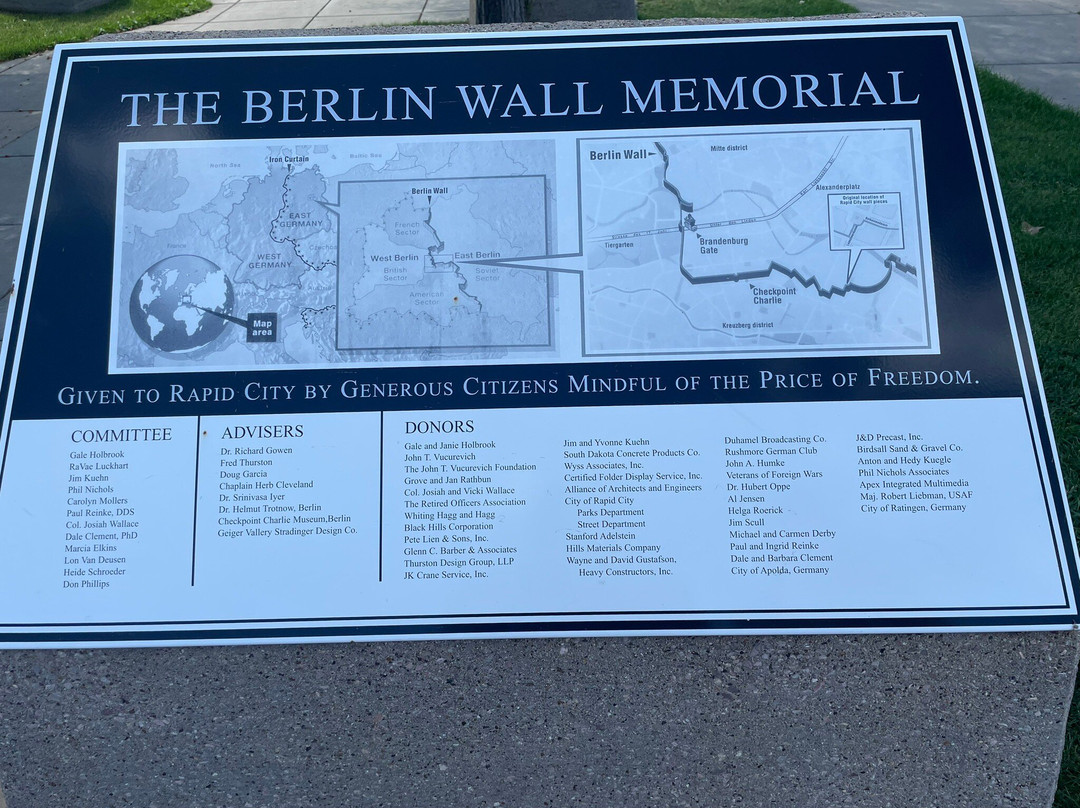 THE BERLIN WALL MEMORIAL
North Sea
Iron Curtain
Baltic Sea
EAST
GERMANY
WEST
GERMANY
Map
area
Berlin Wall
French
Sector
West Berlin
East Berlin
British
Sector
Soviet
Sector
American
Sector
Berlin Wall
Mitte district
Alexanderplatz
Original location of
Rapid City wall pieces
Tiergarten
Brandenburg
Gate
Checkpoint
Charlie
Kreuzberg district
GIVEN TO RAPID CITY BY GENEROUS CITIZENS MINDFUL OF THE PRICE OF FREEDOM.
COMMITTEE
Gale Holbrook
RaVae Luckhart
Jim Kuehn
Phil Nichols
Carolyn Mollers
Paul Reinke, DDS
Col. Josiah Wallace
Dale Clement, PhD
Marcia Elkins
Lon Van Deusen
Heide Schroeder
Don Phillips
ADVISERS
Dr. Richard Gowen
Fred Thurston
Doug Garcia
Chaplain Herb Cleveland
Dr. Srinivasa Iyer
Dr. Helmut Trotnow, Berlin
Checkpoint Charlie Museum,Berlin
Geiger Vallery Stradinger Design Co.
DONORS
Gale and Janie Holbrook
John T. Vucurevich
The John T. Vucurevich Foundation
Grove and Jan Rathbun
Col. Josiah and Vicki Wallace
The Retired Officers Association
Whiting Hagg and Hagg
Black Hills Corporation
Pete Lien & Sons, Inc.
Glenn C. Barber & Associates
Thurston Design Group, LLP
JK Crane Service, Inc.
Jim and Yvonne Kuehn
South Dakota Concrete Products Co.
Wyss Associates, Inc.
Certified Folder Display Service, Inc.
Alliance of Architects and Engineers
City of Rapid City
Parks Department
Street Department
Stanford Adelstein
Hills Materials Company
Wayne and David Gustafson,
Heavy Constructors, Inc.
Duhamel Broadcasting Co.
Rushmore German Club
John A. Humke
Veterans of Foreign Wars
Dr. Hubert Oppe
Al Jensen
Helga Roerick
Jim Scull
Michael and Carmen Derby
Paul and Ingrid Reinke
Dale and Barbara Clement
City of Apolda, Germany
J&D Precast, Inc.
Birdsall Sand & Gravel Co.
Anton and Hedy Kuegle
Phil Nichols Associates
Apex Integrated Multimedia
Maj. Robert Liebman, USAF
City of Ratingen, Germany